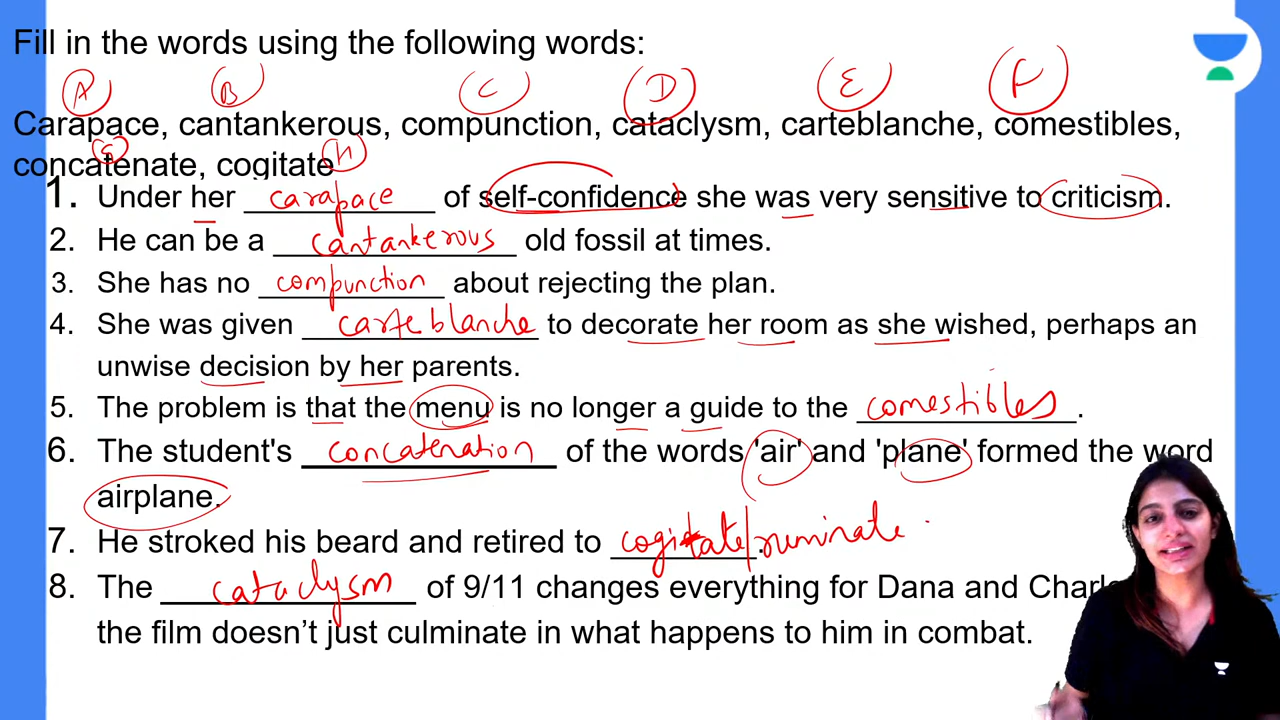 Fill in the words using the following words:
A B C D E F
Carapace, cantankerous, compunction, cataclysm, carteblanche, comestibles,
G H
concatenate, cogitate
1. Under her carapace of self-confidence she was very sensitive to criticism.
2. He can be a cantankerous old fossil at times.
3. She has no compunction about rejecting the plan.
4. She was given carteblanche to decorate her room as she wished, perhaps an
unwise decision by her parents.
5. The problem is that the menu is no longer a guide to the comestibles.
6. The student's concatenation of the words 'air' and 'plane' formed the word
airplane.
7. He stroked his beard and retired to cogitate/ruminate.
8. The cataclysm of 9/11 changes everything for Dana and
the film doesn't just culminate in what happens to him in combat.